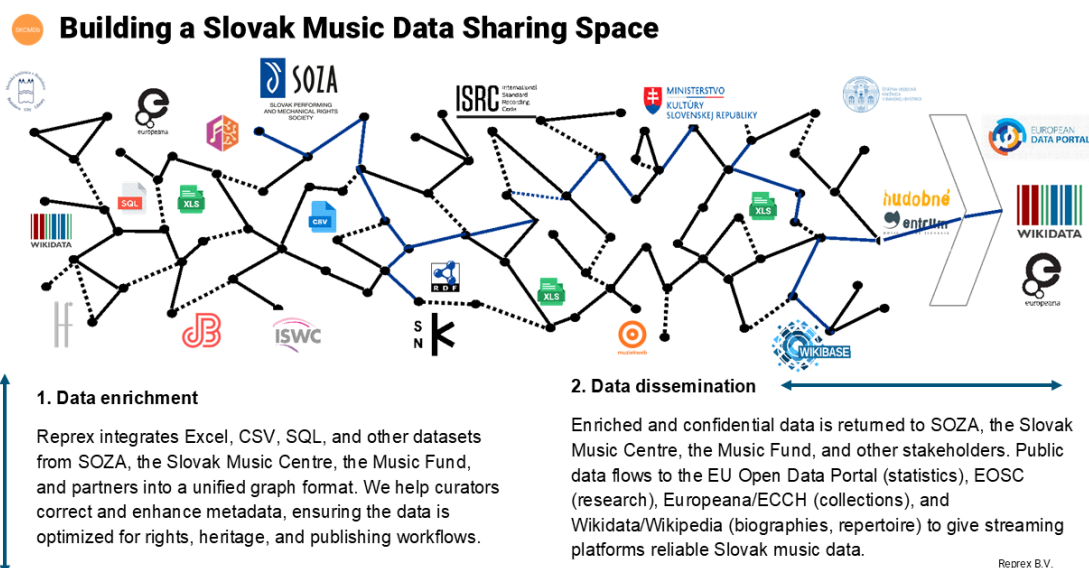 SKCMDb
Building a Slovak Music Data Sharing Space
SOZA
SLOVAK PERFORMING
AND MECHANICAL RIGHTS
SOCIETY
europeana
ISRC
International
Standard
Recording
Code
MINISTERSTVO
KULTÚRY
SLOVENSKEJ REPUBLIKY
EUROPEAN
DATA PORTAL
SQL
XLS
CSV
XLS
hudobné
centrum
WIKIDATA
WIKIDATA
RDF
XLS
europeana
hf
ISWC
S
N
k
muziekweb
WIKIBASE
1. Data enrichment
Reprex integrates Excel, CSV, SQL, and other datasets
from SOZA, the Slovak Music Centre, the Music Fund,
and partners into a unified graph format. We help curators
correct and enhance metadata, ensuring the data is
optimized for rights, heritage, and publishing workflows.
2. Data dissemination
Enriched and confidential data is returned to SOZA, the Slovak
Music Centre, the Music Fund, and other stakeholders. Public
data flows to the EU Open Data Portal (statistics), EOSC
(research), Europeana/ECCH (collections), and
Wikidata/Wikipedia (biographies, repertoire) to give streaming
platforms reliable Slovak music data.
Reprex B.V.